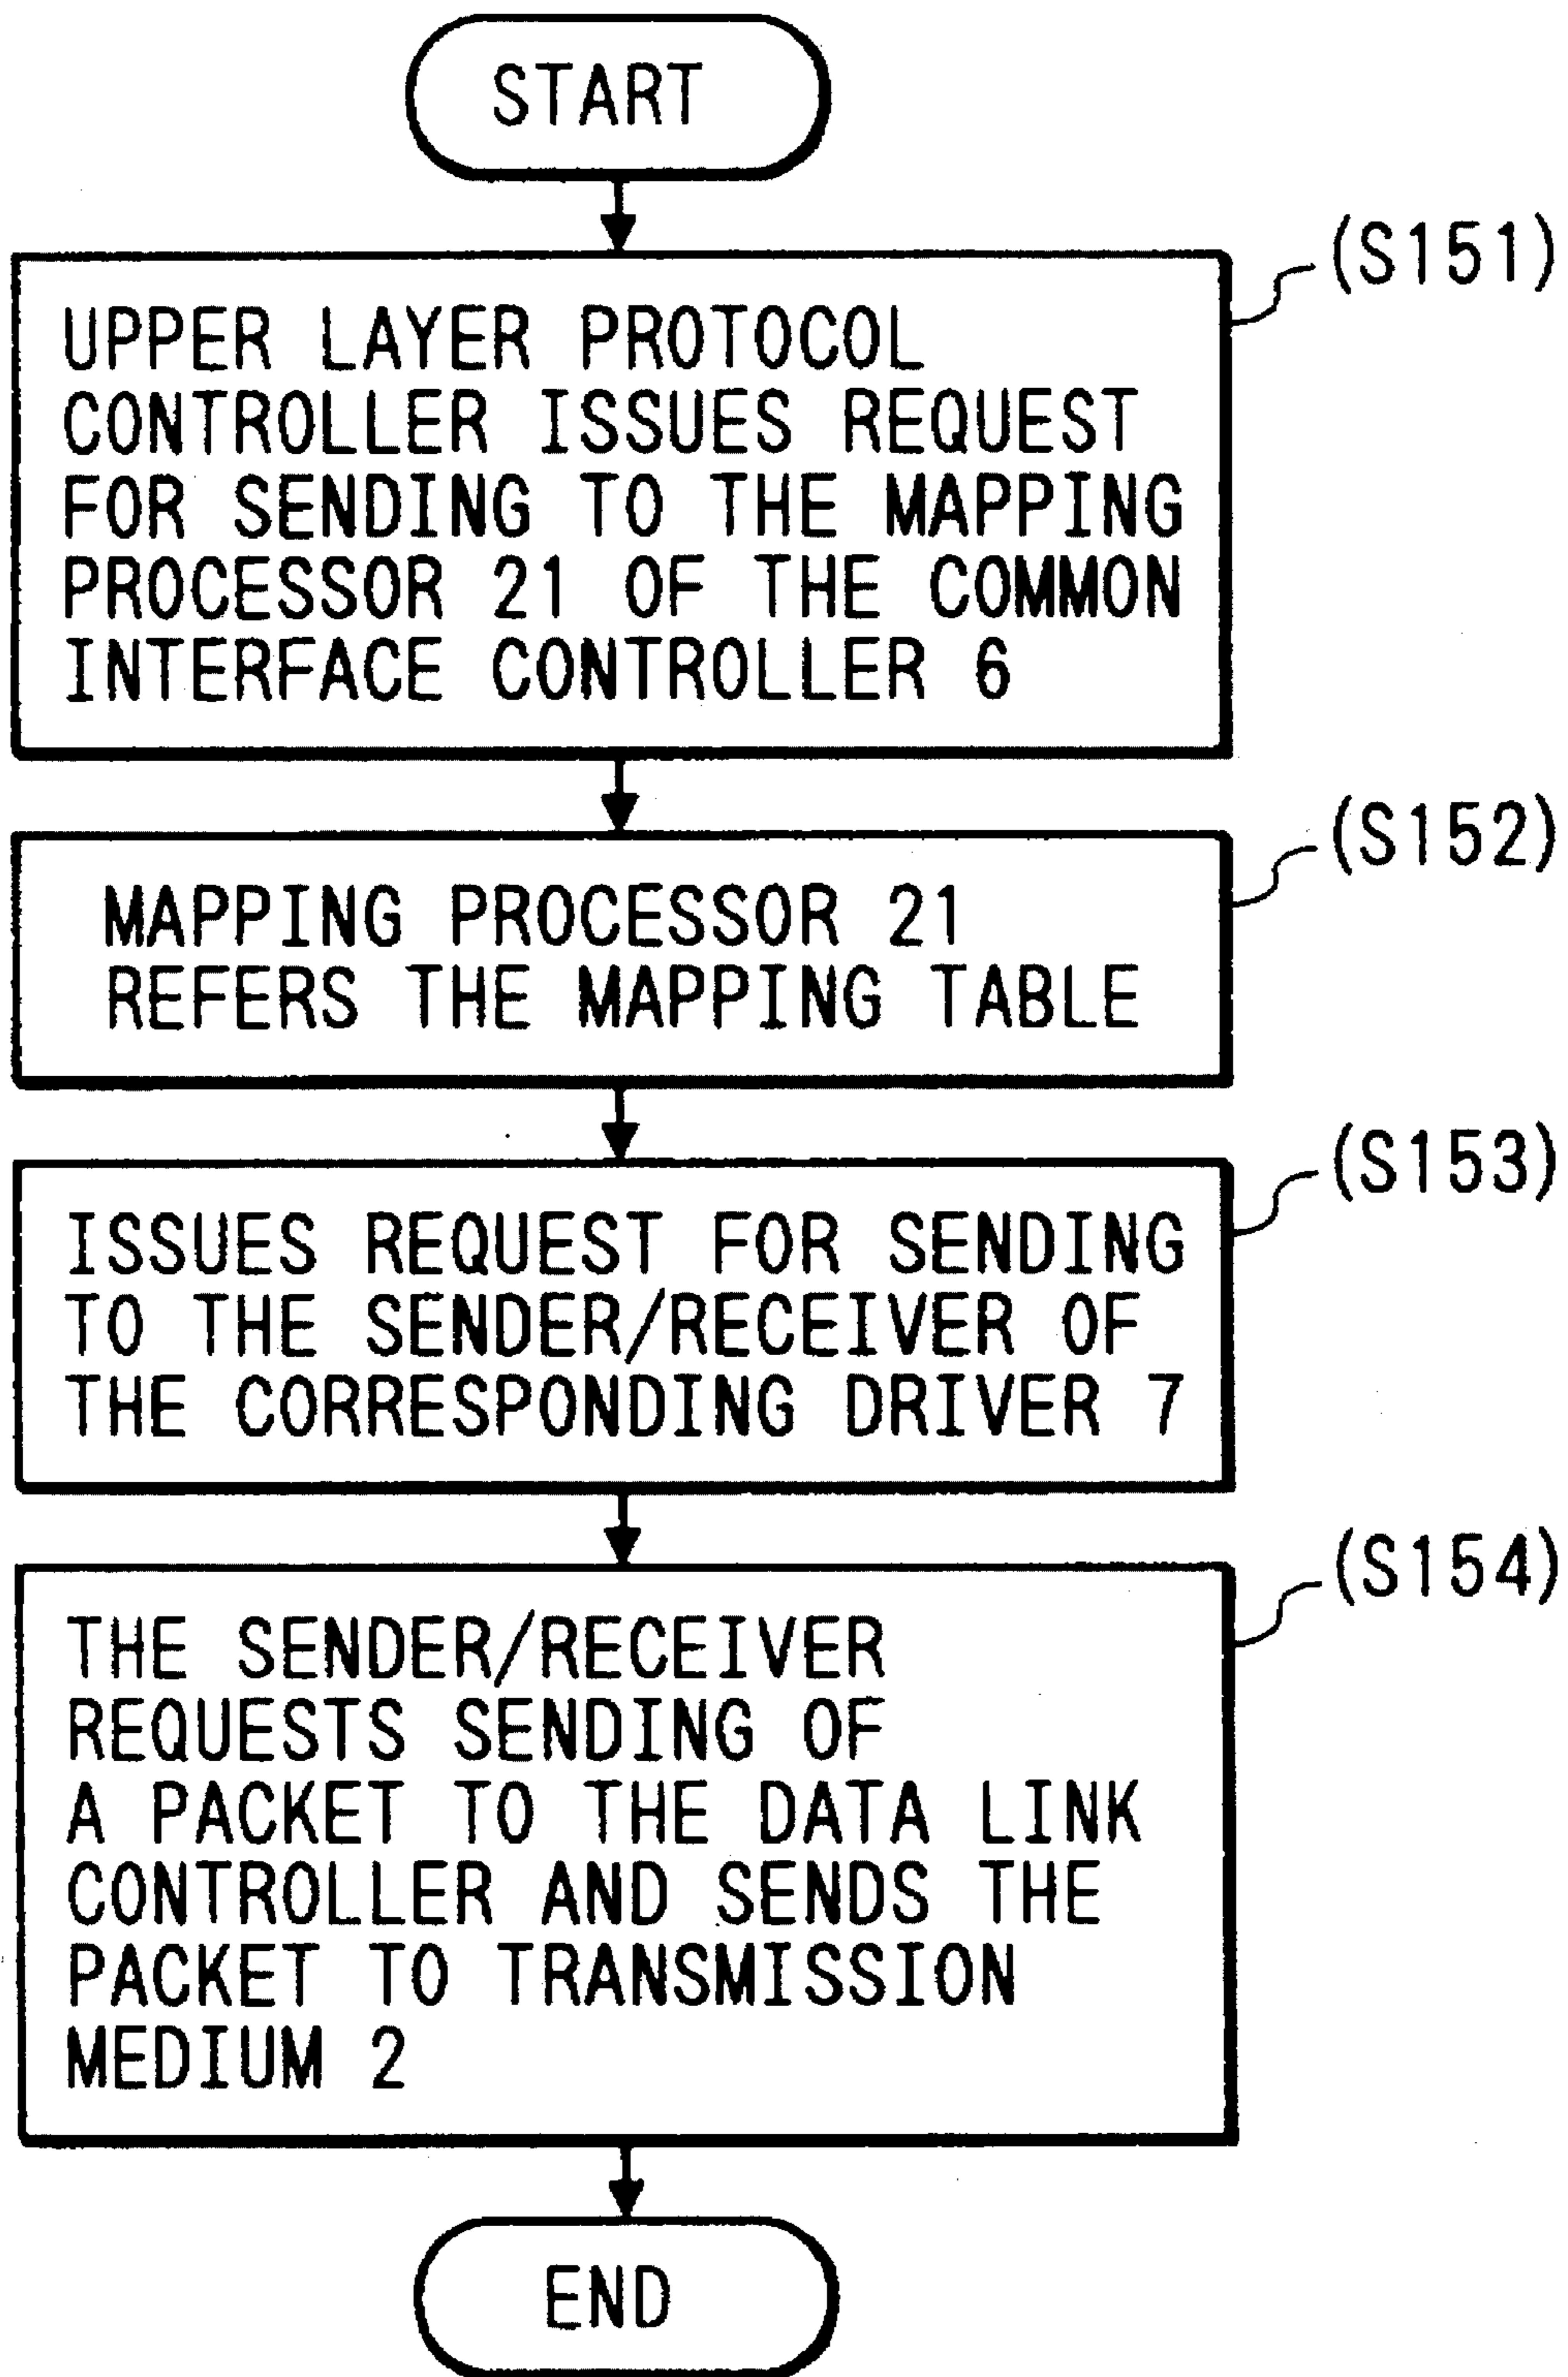 START
(S151)
UPPER LAYER PROTOCOL
CONTROLLER ISSUES REQUEST
FOR SENDING TO THE MAPPING
PROCESSOR 21 OF THE COMMON
INTERFACE CONTROLLER 6
(S152)
MAPPING PROCESSOR 21
REFERS THE MAPPING TABLE
(S153)
ISSUES REQUEST FOR SENDING
TO THE SENDER/RECEIVER OF
THE CORRESPONDING DRIVER 7
(S154)
THE SENDER/RECEIVER
REQUESTS SENDING OF
A PACKET TO THE DATA LINK
CONTROLLER AND SENDS THE
PACKET TO TRANSMISSION
MEDIUM 2
END